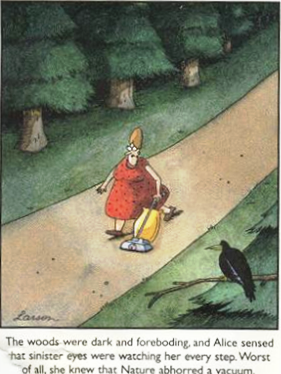 Larson
The woods were dark and foreboding, and Alice sensed
hat sinister eyes were watching her every step. Worst
of all, she knew that Nature abhorred a vacuum.